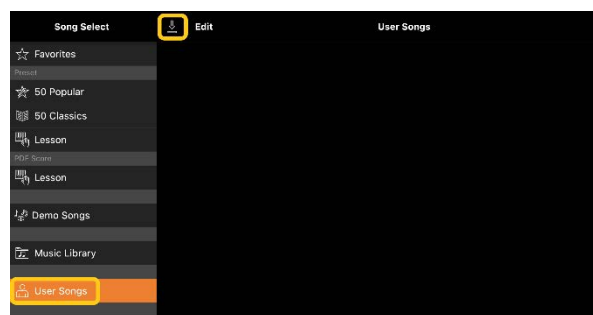 Song Select
Edit
User Songs
Favorites
Preset
50 Popular
50 Classics
Lesson
PDF Score
Lesson
Demo Songs
Music Library
User Songs